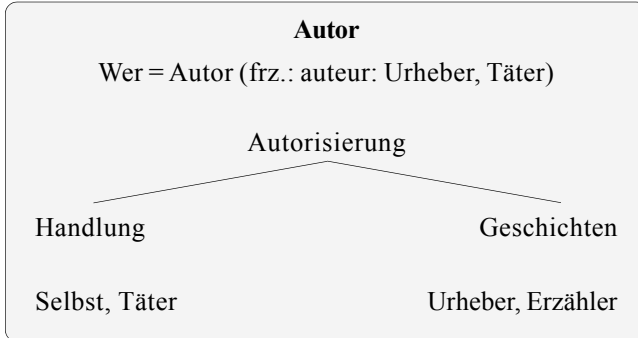 Autor
Wer = Autor (frz.: auteur: Urheber, Täter)
Autorisierung
Handlung Geschichten
Selbst, Täter Urheber, Erzähler